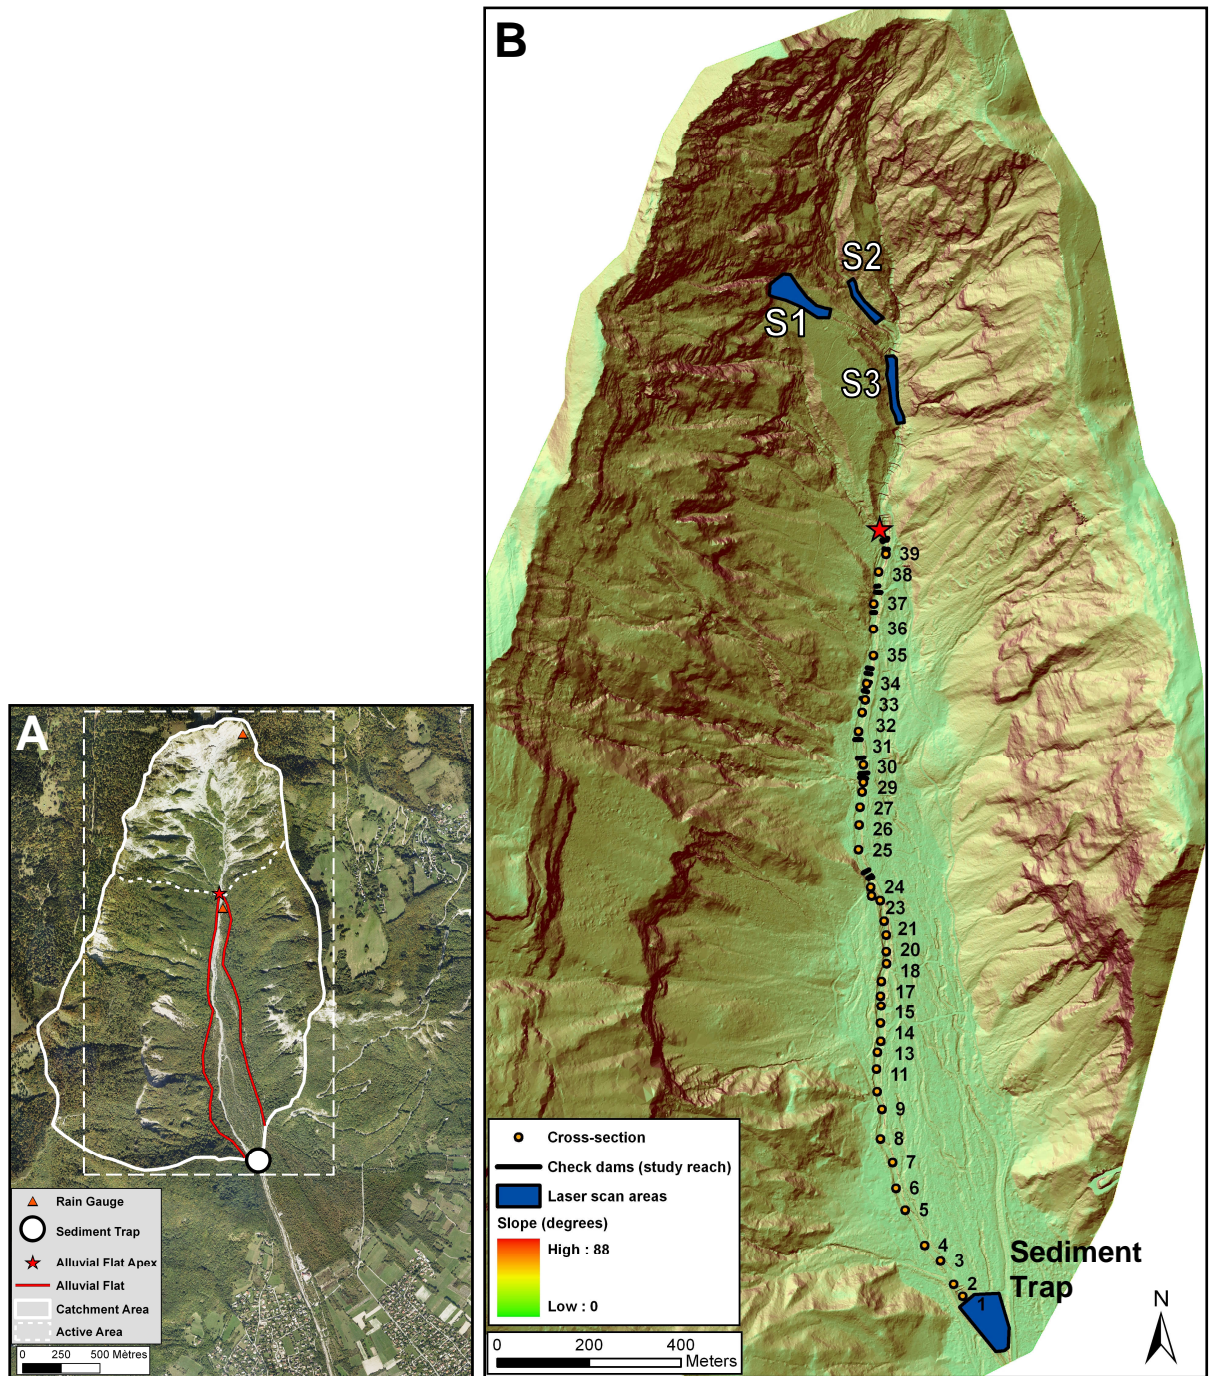 A
Rain Gauge
Sediment Trap
Alluvial Flat Apex
Alluvial Flat
Catchment Area
Active Area
0 250 500 Mètres
B
S2
S1
S3
39
38
37
36
35
34
33
32
31
30
29
27
26
25
24
23
21
20
18
17
15
14
13
11
9
8
7
6
5
4
3
2
1
Sediment
Trap
N
Cross-section
Check dams (study reach)
Laser scan areas
Slope (degrees)
High : 88
Low : 0
0 200 400
Meters